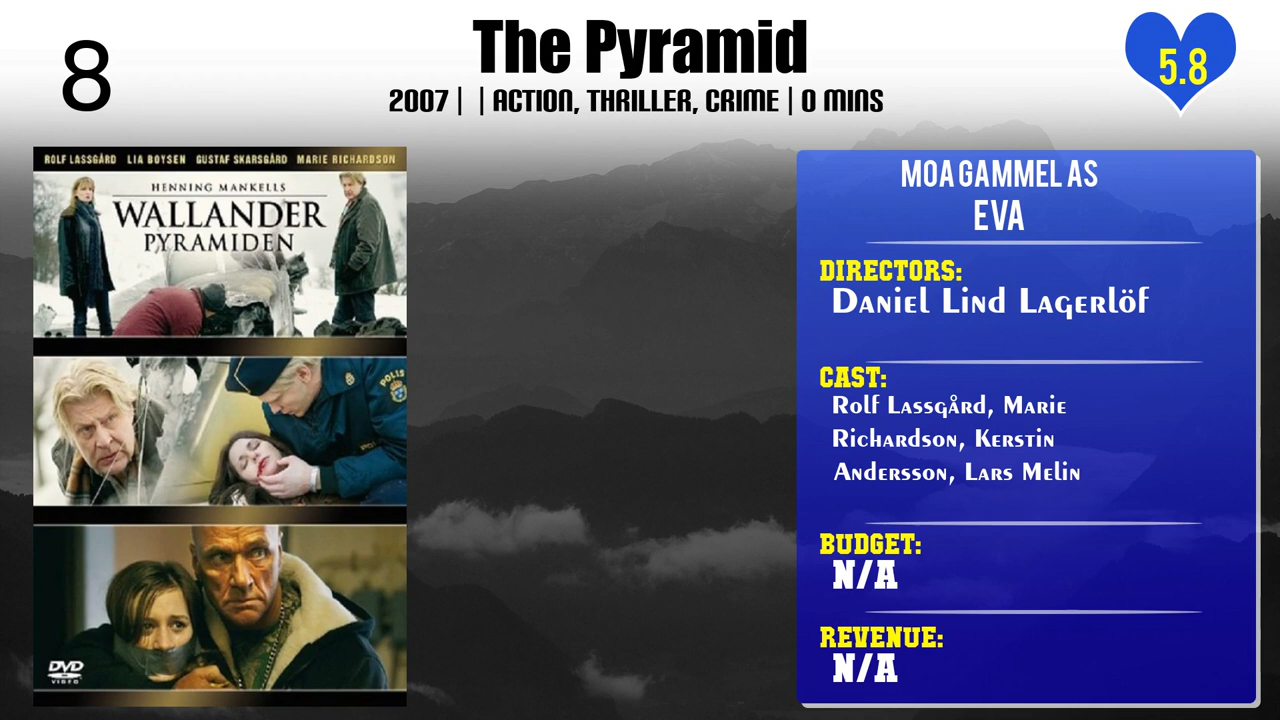 8
The Pyramid
5.8
2007 | | ACTION, THRILLER, CRIME | 0 MINS
ROLF LASSGÅRD LIA BOYSEN GUSTAF SKARSGÅRD MARIE RICHARDSON
HENNING MANKELLS
WALLANDER
PYRAMIDEN
POLIS
DVD
VIDEO
MOA GAMMEL AS
EVA
DIRECTORS:
Daniel Lind Lagerlöf
CAST:
Rolf Lassgård, Marie
Richardson, Kerstin
Andersson, Lars Melin
BUDGET:
N/A
REVENUE:
N/A